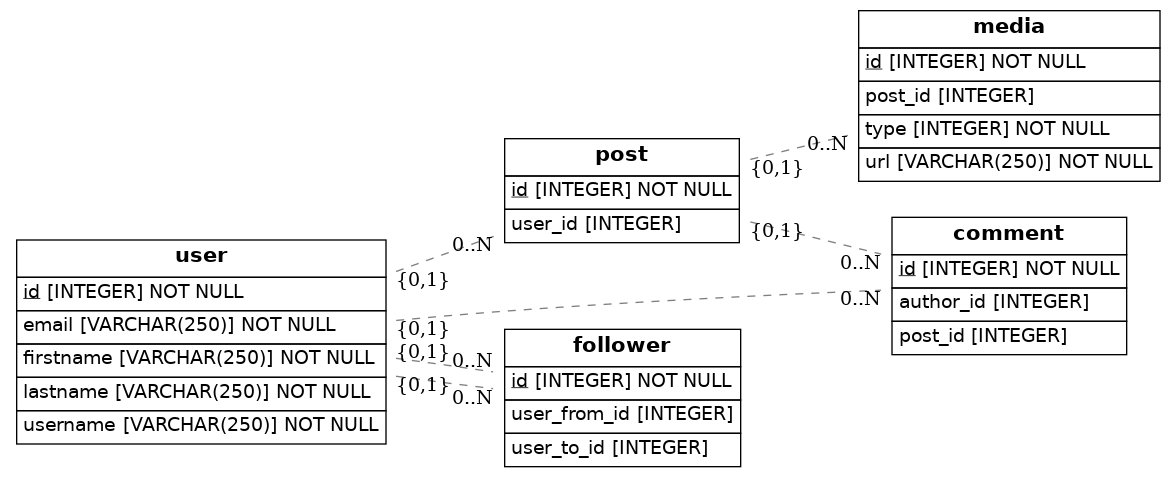 media
id [INTEGER] NOT NULL
post_id [INTEGER]
type [INTEGER] NOT NULL
url [VARCHAR(250)] NOT NULL
0..N
{0,1}
post
id [INTEGER] NOT NULL
user_id [INTEGER]
{0,1}
0..N
comment
id [INTEGER] NOT NULL
author_id [INTEGER]
post_id [INTEGER]
0..N
0..N
{0,1}
user
id [INTEGER] NOT NULL
email [VARCHAR(250)] NOT NULL
firstname [VARCHAR(250)] NOT NULL
lastname [VARCHAR(250)] NOT NULL
username [VARCHAR(250)] NOT NULL
{0,1}
{0,1}
0..N
{0,1}
0..N
follower
id [INTEGER] NOT NULL
user_from_id [INTEGER]
user_to_id [INTEGER]